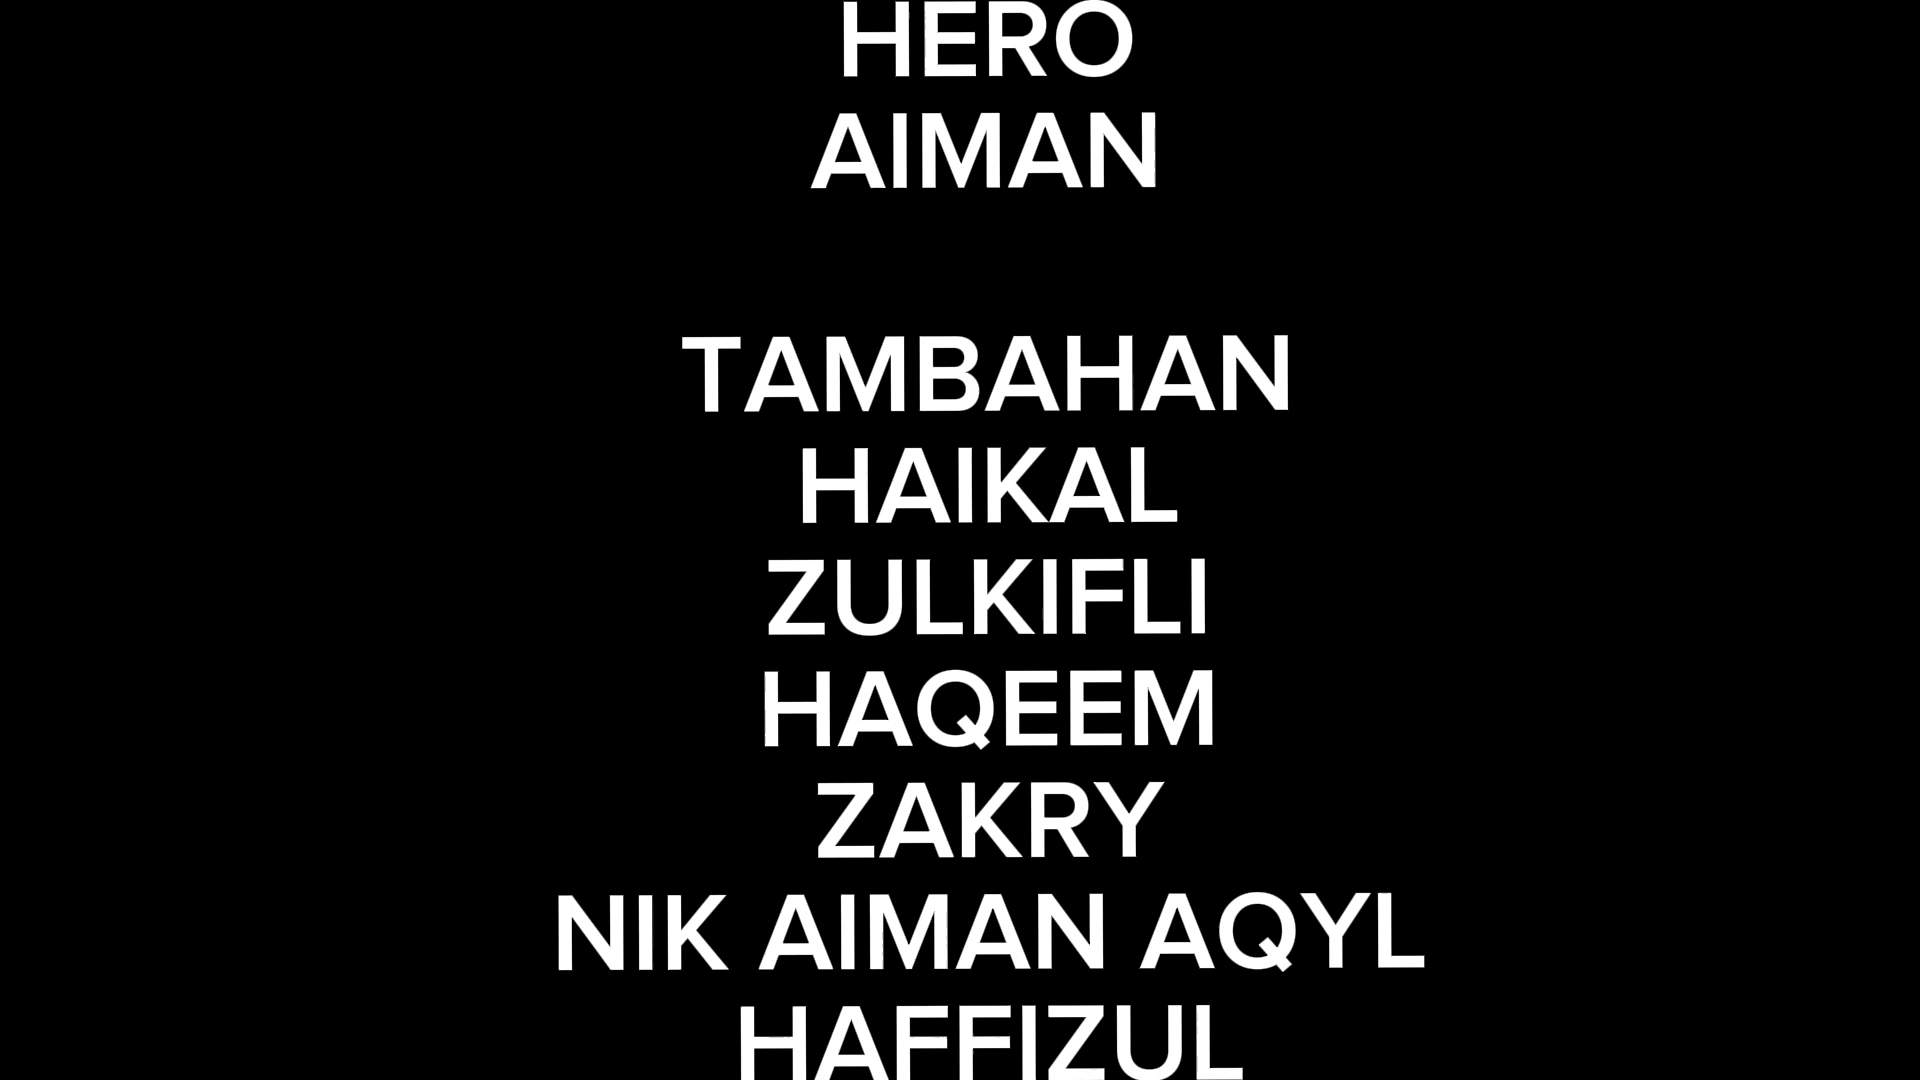 HERO
AIMAN
TAMBAHAN
HAIKAL
ZULKIFLI
HAQEEM
ZAKRY
NIK AIMAN AQYL
HAFFIZUL